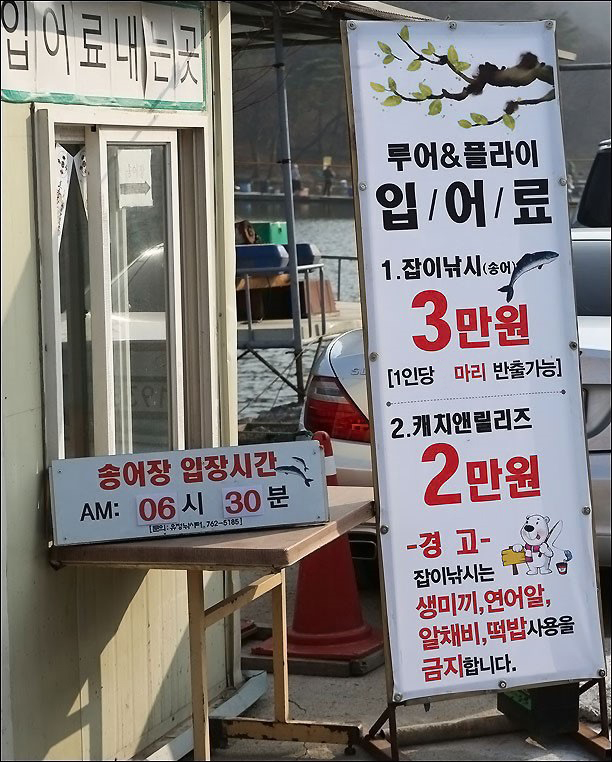 입어료내는곳
루어&플라이
입/어/료
1.잡이낚시(송어)
3만원
[1인당 마리 반출가능]
2.캐치앤릴리즈
2만원
-경 고-
잡이낚시는
생미끼,연어알,
알채비,떡밥사용을
금지합니다.
송어장 입장시간
AM: 06시 30분
762-5185]